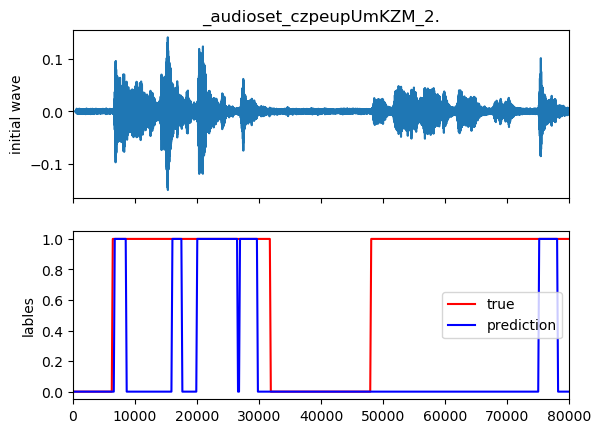 _audioset_czpeupUmKZM_2.
initial wave
0.1
0.0
−0.1
lables
1.0
0.8
0.6
0.4
0.2
0.0
true
prediction
0 10000 20000 30000 40000 50000 60000 70000 80000